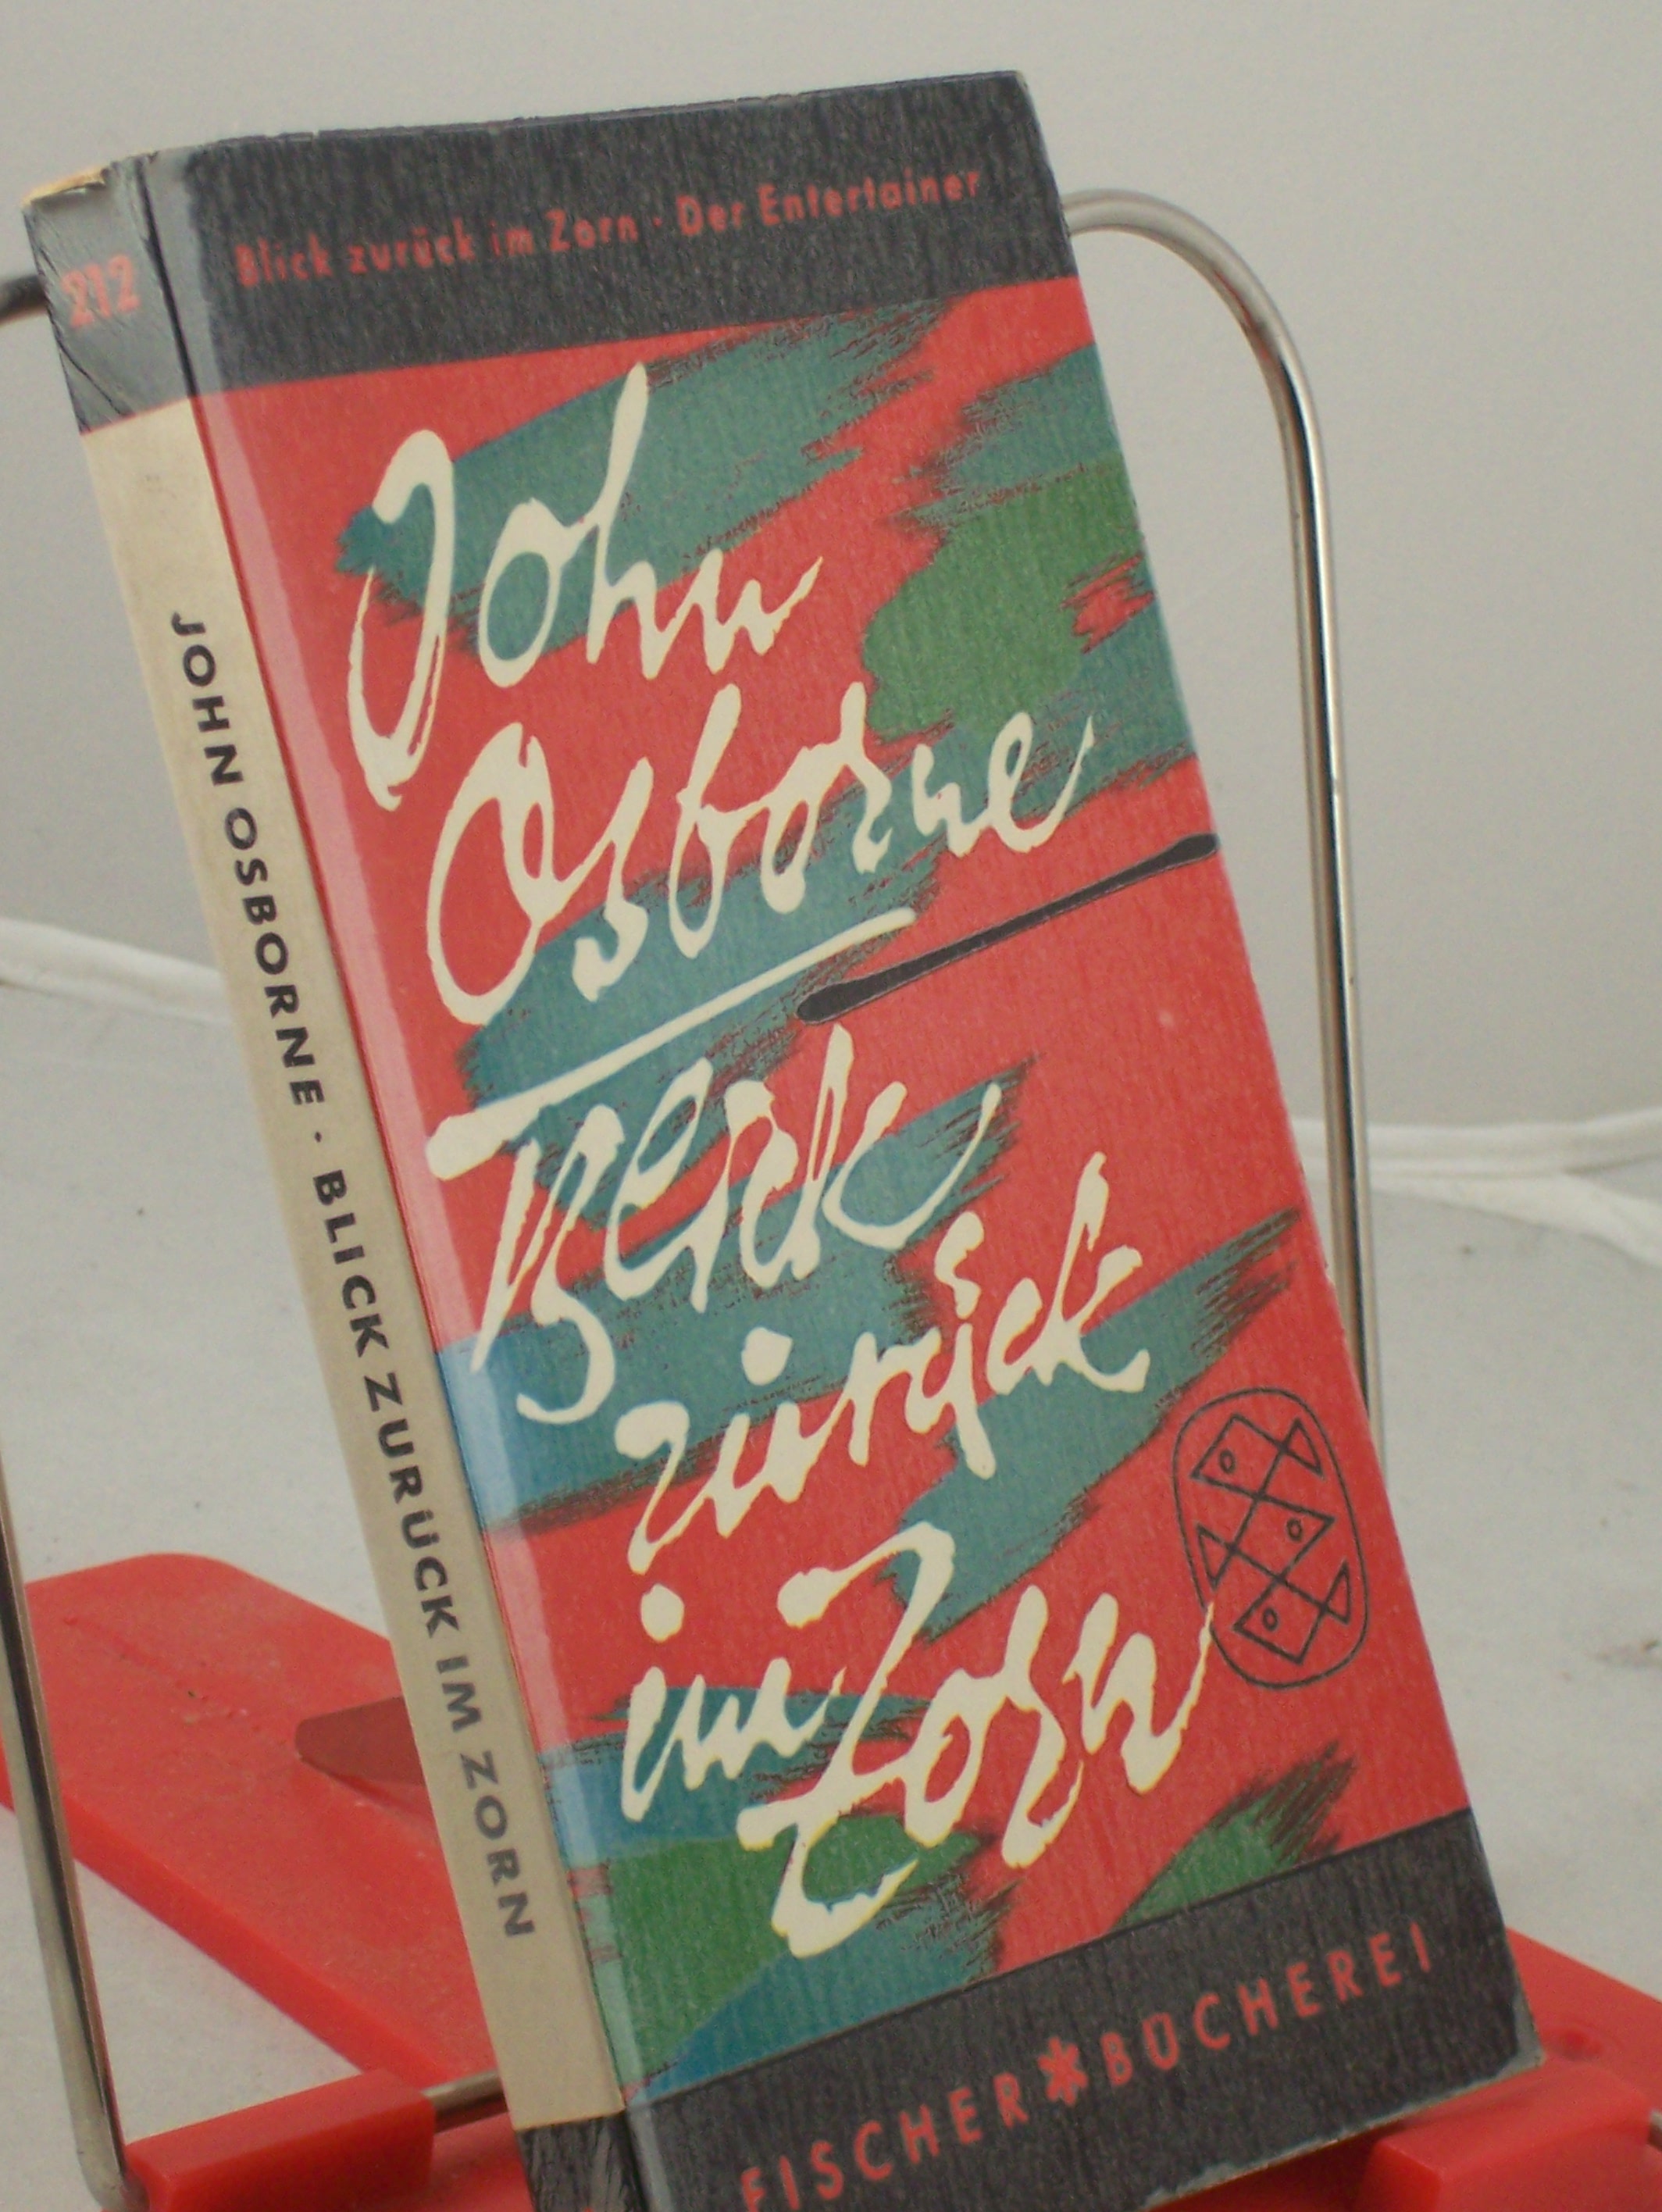 Blick zurück im Zorn · Der Entertainer
212
John
Osborne
Blick
zurück
im Zorn
JOHN OSBORNE · BLICK ZURÜCK IM ZORN
FISCHER * BÜCHEREI